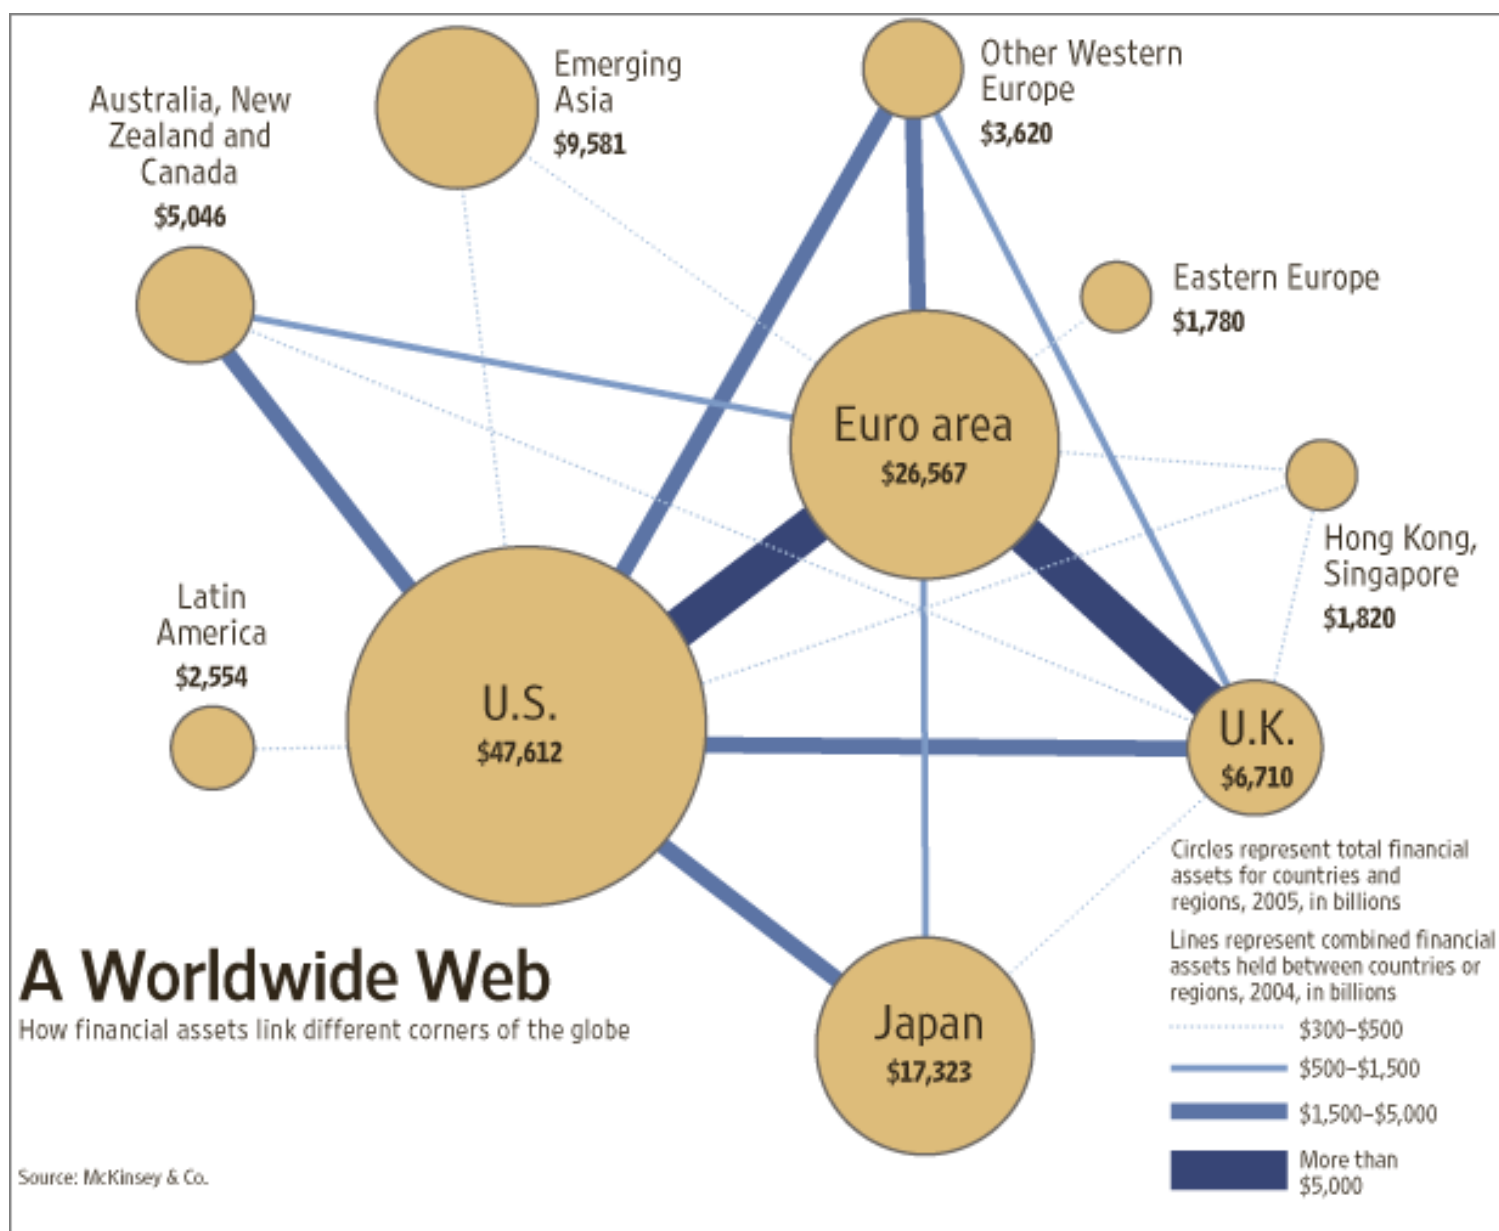 Australia, New
Zealand and
Canada
$5,046
Emerging
Asia
$9,581
Other Western
Europe
$3,620
Eastern Europe
$1,780
Euro area
$26,567
Hong Kong,
Singapore
$1,820
Latin
America
$2,554
U.S.
$47,612
U.K.
$6,710
Japan
$17,323
A Worldwide Web
How financial assets link different corners of the globe
Source: McKinsey & Co.
Circles represent total financial
assets for countries and
regions, 2005, in billions
Lines represent combined financial
assets held between countries or
regions, 2004, in billions
$300–$500
$500–$1,500
$1,500–$5,000
More than
$5,000